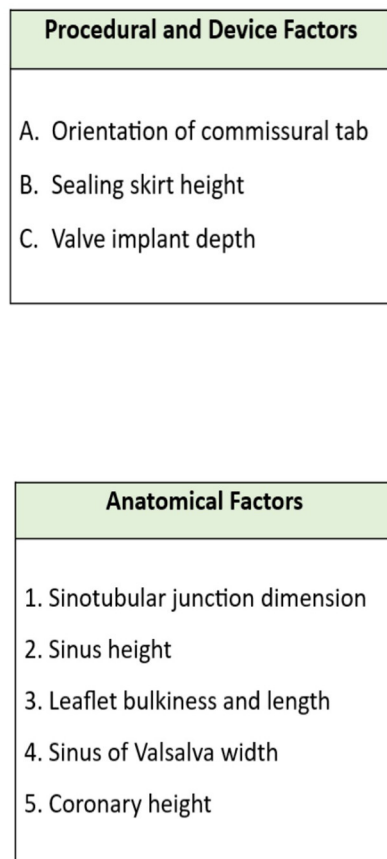 Procedural and Device Factors
A. Orientation of commissural tab
B. Sealing skirt height
C. Valve implant depth
Anatomical Factors
1. Sinotubular junction dimension
2. Sinus height
3. Leaflet bulkiness and length
4. Sinus of Valsalva width
5. Coronary height